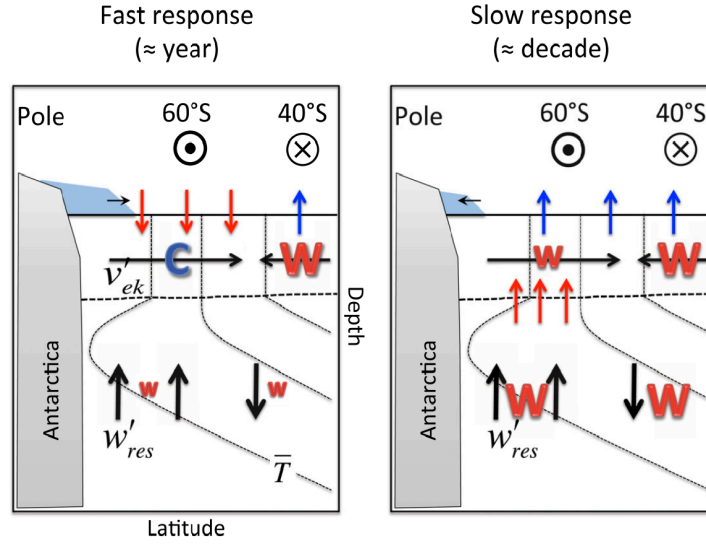 Fast response
(≈ year)
Slow response
(≈ decade)
Pole
60°S
40°S
C
W
v'ek
Antarctica
Depth
w
w
w'res
T̅
Latitude
Pole
60°S
40°S
w
W
Antarctica
W
W
w'res